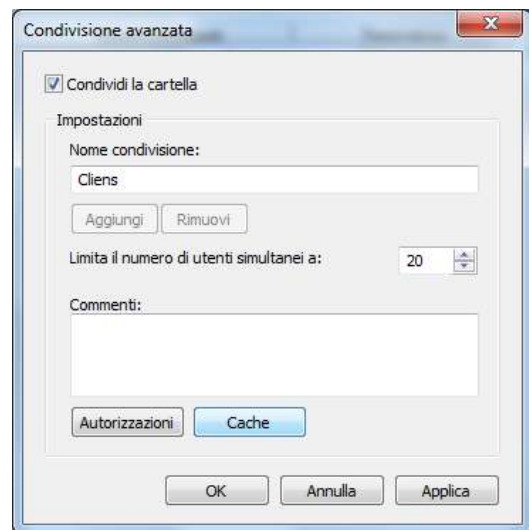 Condivisione avanzata
Condividi la cartella
Impostazioni
Nome condivisione:
Cliens
Aggiungi Rimuovi
Limita il numero di utenti simultanei a: 20
Commenti:
Autorizzazioni Cache
OK Annulla Applica